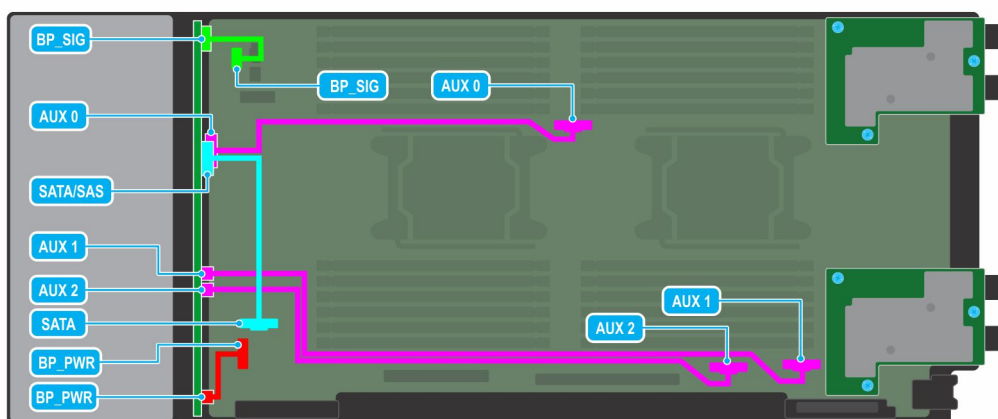 BP_SIG
BP_SIG
AUX 0
AUX 0
SATA/SAS
AUX 1
AUX 2
AUX 1
SATA
AUX 2
BP_PWR
BP_PWR